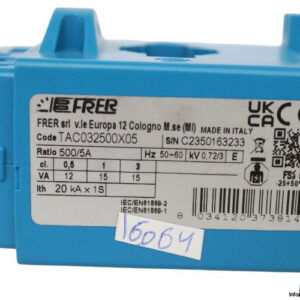 FRER
FRER srl v.le Europa 12 Cologno M.se (MI)
MADE IN ITALY
Code TAC032500X05
S/N C2350163233
Ratio 500/5A
Hz 50÷60 kV 0,72/3 E
cl. 0,5 1 3
VA 12 15 15
Ith 20 kA x 1S
IEC/EN61869-2
IEC/EN61869-1
16064
UK
CA